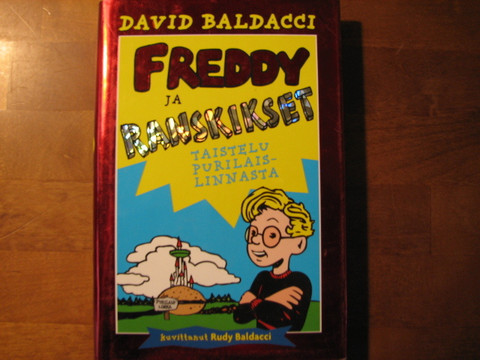 DAVID BALDACCI
FREDDY
JA
RANSKIKSET
TAISTELU
PURILAIS-
LINNASTA
kuvittanut Rudy Baldacci